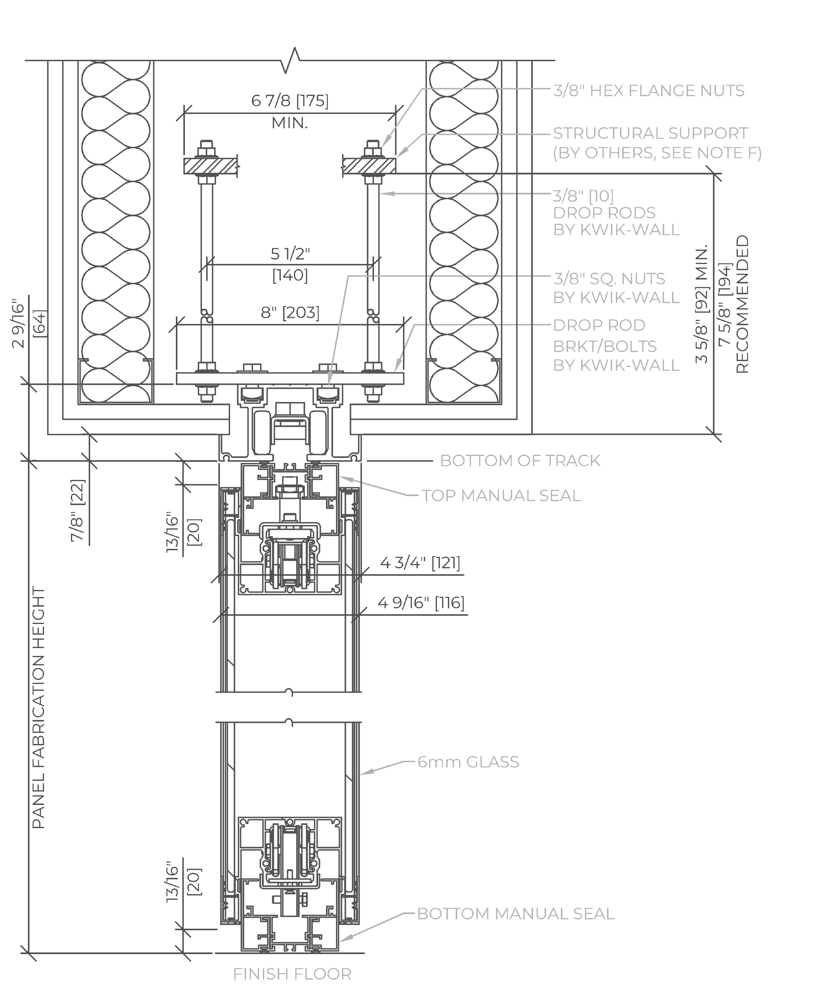 6 7/8 [175]
MIN.
3/8" HEX FLANGE NUTS
STRUCTURAL SUPPORT
(BY OTHERS, SEE NOTE F)
3/8" [10]
DROP RODS
BY KWIK-WALL
5 1/2"
[140]
3/8" SQ. NUTS
BY KWIK-WALL
8" [203]
DROP ROD
BRKT/BOLTS
BY KWIK-WALL
3 5/8" [92] MIN.
7 5/8" [194]
RECOMMENDED
2 9/16"
[64]
BOTTOM OF TRACK
TOP MANUAL SEAL
7/8" [22]
13/16"
[20]
4 3/4" [121]
4 9/16" [116]
PANEL FABRICATION HEIGHT
6mm GLASS
13/16"
[20]
BOTTOM MANUAL SEAL
FINISH FLOOR